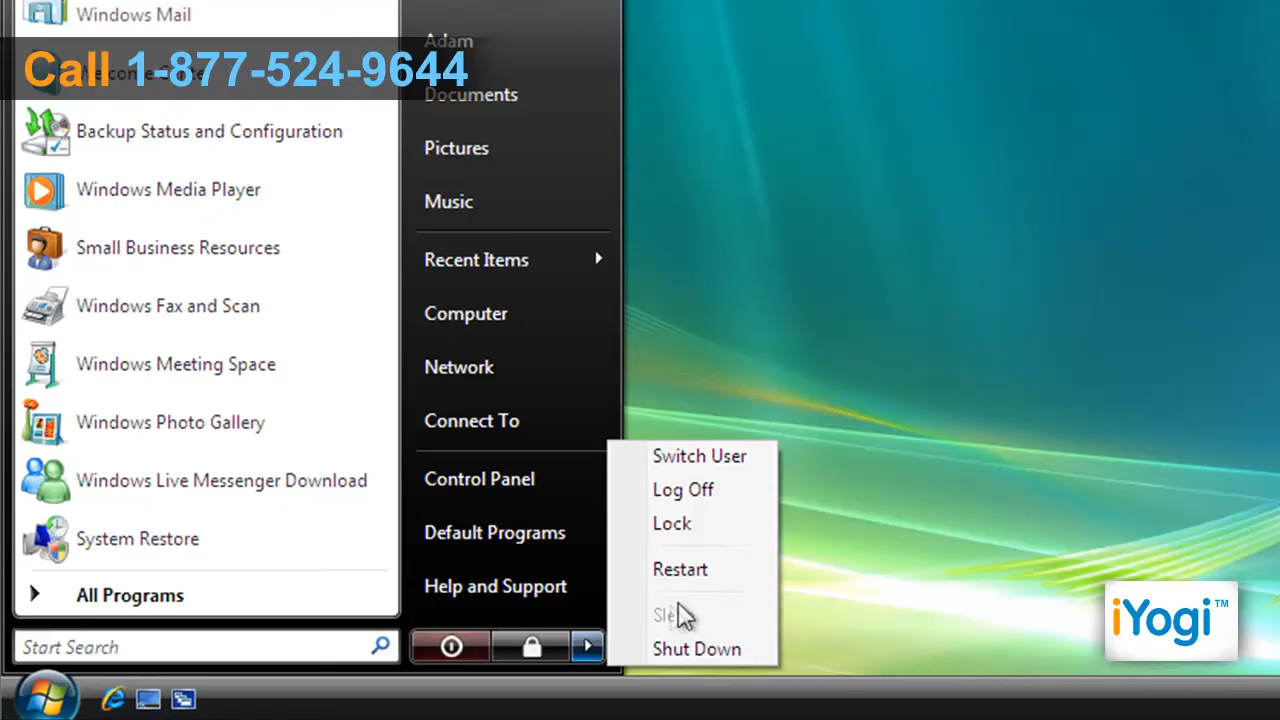 Windows Mail
Call 1-877-524-9644
Adam
Documents
Backup Status and Configuration
Pictures
Windows Media Player
Music
Small Business Resources
Recent Items
Windows Fax and Scan
Computer
Windows Meeting Space
Network
Windows Photo Gallery
Connect To
Switch User
Windows Live Messenger Download
Control Panel
Log Off
Lock
System Restore
Default Programs
Restart
All Programs
Help and Support
iYogi™
Start Search
Shut Down